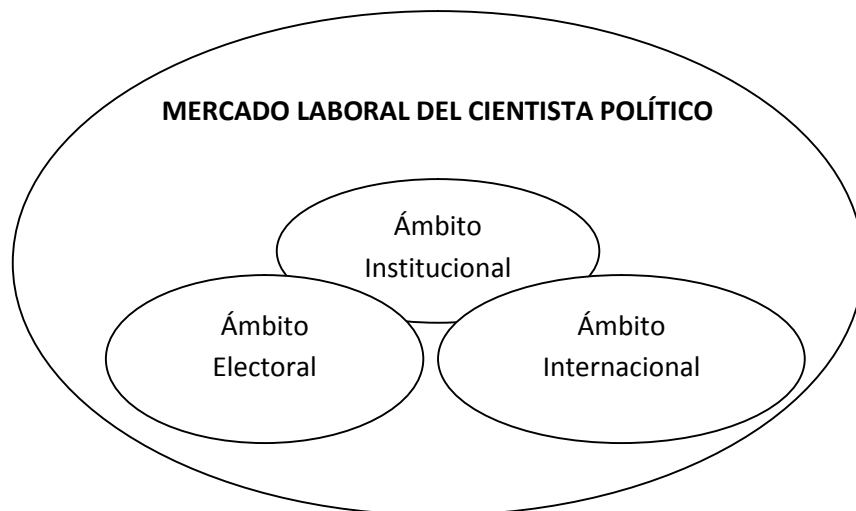 MERCADO LABORAL DEL CIENTISTA POLÍTICO
Ámbito
Institucional
Ámbito
Electoral
Ámbito
Internacional